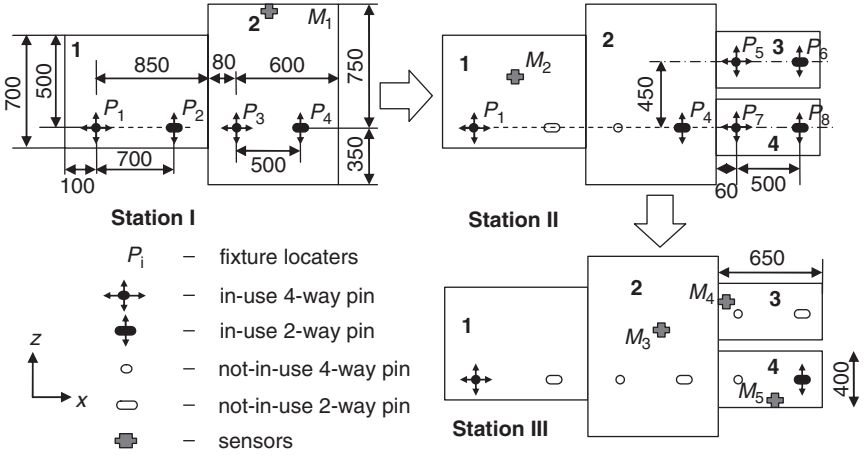 1
2
M1
700
500
850
80
600
750
P1
P2
P3
P4
100
700
500
350
Station I
1
2
M2
P1
450
P4
P5
3
P6
P7
4
P8
60
500
Station II
Pi – fixture locaters
– in-use 4-way pin
– in-use 2-way pin
– not-in-use 4-way pin
– not-in-use 2-way pin
– sensors
z
x
1
2
M3
650
M4
3
4
M5
400
Station III